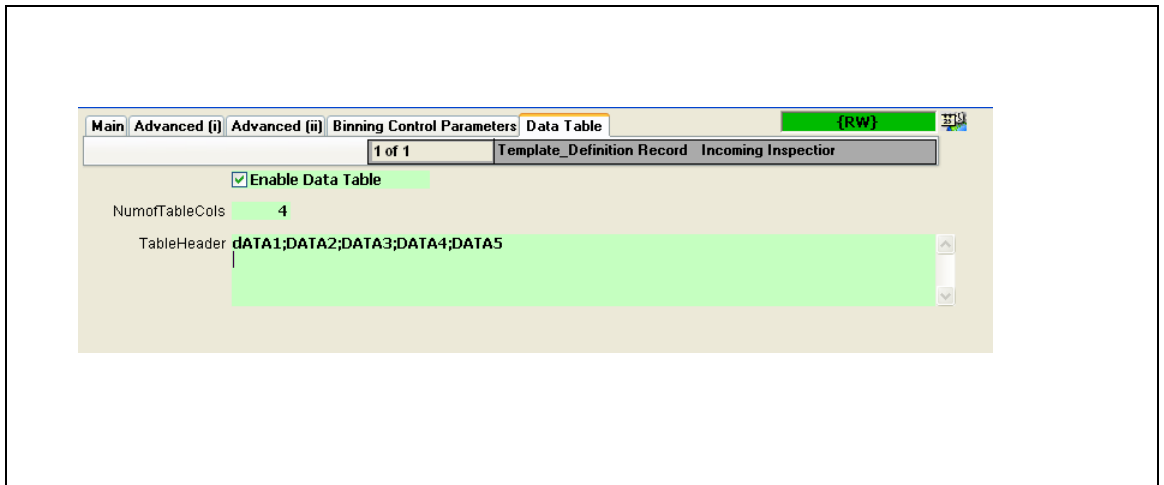 Main Advanced (i) Advanced (ii) Binning Control Parameters Data Table {RW}
1 of 1 Template_Definition Record Incoming Inspectior
Enable Data Table
NumofTableCols 4
TableHeader dATA1;DATA2;DATA3;DATA4;DATA5